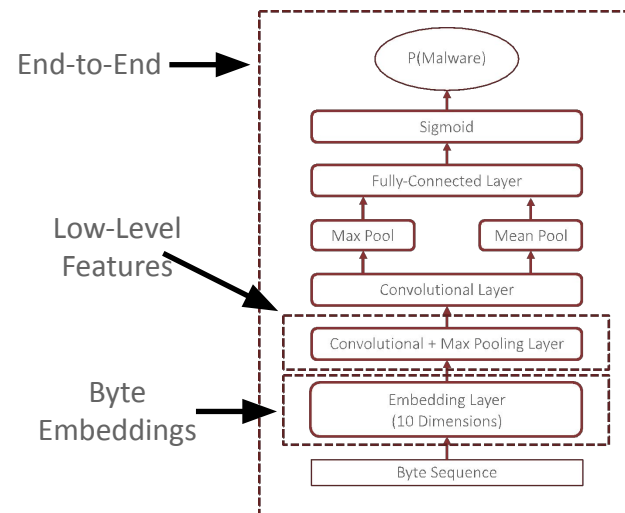 End-to-End
P(Malware)
Sigmoid
Fully-Connected Layer
Max Pool
Mean Pool
Low-Level
Features
Convolutional Layer
Convolutional + Max Pooling Layer
Byte
Embeddings
Embedding Layer
(10 Dimensions)
Byte Sequence